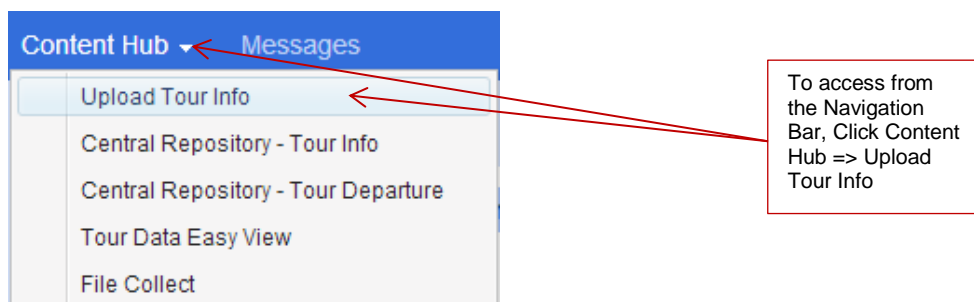 Content Hub Messages
Upload Tour Info
Central Repository - Tour Info
Central Repository - Tour Departure
Tour Data Easy View
File Collect
To access from
the Navigation
Bar, Click Content
Hub => Upload
Tour Info